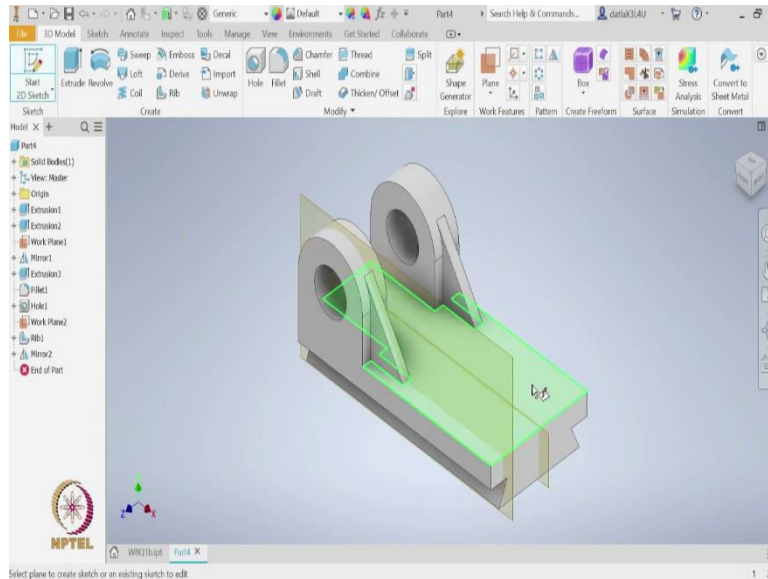 Generic
Default
Part4
Search Help & Commands...
datlaX3L4U
File 3D Model Sketch Annotate Inspect Tools Manage View Environments Get Started Collaborate
Start
2D Sketch
Extrude Revolve
Sweep Emboss Decal
Loft Derive Import
Coil Rib Unwrap
Hole Fillet
Chamfer Thread Split
Shell Combine
Draft Thicken/ Offset
Shape
Generator
Plane
Box
Stress
Analysis
Convert to
Sheet Metal
Sketch Create Modify Explore Work Features Pattern Create Freeform Surface Simulation Convert
Model X +
Part4
Solid Bodies(1)
View: Master
Origin
Extrusion1
Extrusion2
Work Plane1
Mirror1
Extrusion3
Fillet1
Hole1
Work Plane2
Rib1
Mirror2
End of Part
Z X
NPTEL
W8Q1b.ipt Part4 X
Select plane to create sketch or an existing sketch to edit
1